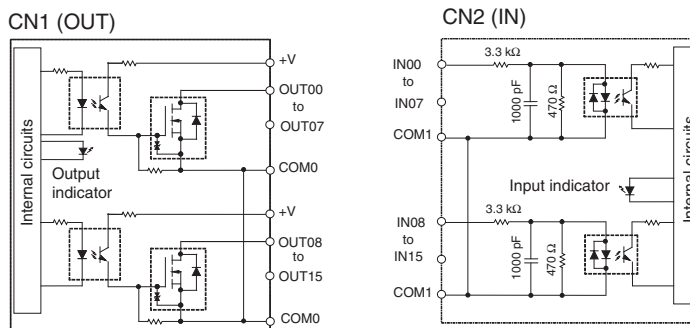 CN1 (OUT)
Internal circuits
+V
OUT00
to
OUT07
COM0
Output
indicator
+V
OUT08
to
OUT15
COM0
CN2 (IN)
3.3 kΩ
IN00
to
IN07
1000 pF
470 Ω
COM1
Input indicator
Internal circuits
3.3 kΩ
IN08
to
IN15
1000 pF
470 Ω
COM1